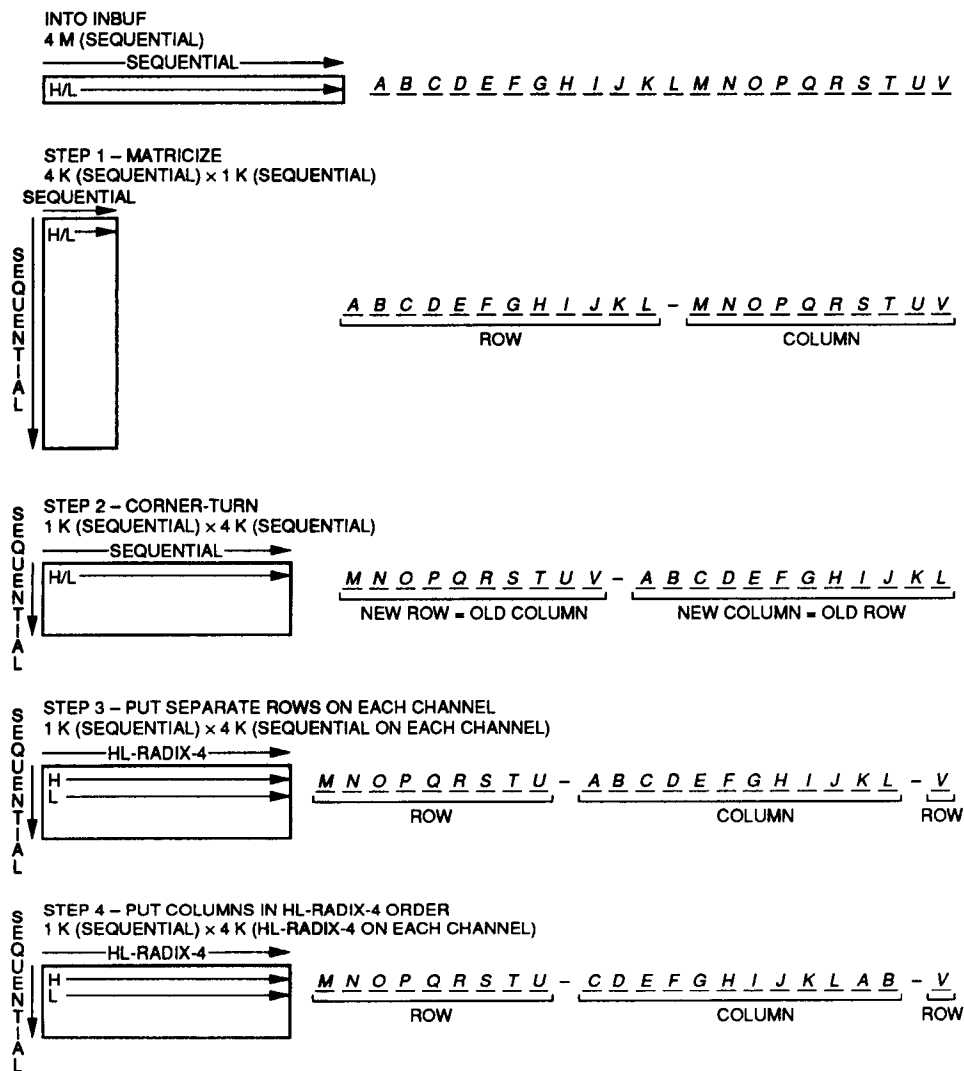 INTO INBUF
4 M (SEQUENTIAL)
SEQUENTIAL
H/L
A B C D E F G H I J K L M N O P Q R S T U V
STEP 1 – MATRICIZE
4 K (SEQUENTIAL) × 1 K (SEQUENTIAL)
SEQUENTIAL
H/L
SEQUENTIAL
A B C D E F G H I J K L – M N O P Q R S T U V
ROW COLUMN
STEP 2 – CORNER-TURN
1 K (SEQUENTIAL) × 4 K (SEQUENTIAL)
SEQUENTIAL
SEQUENTIAL
H/L
M N O P Q R S T U V – A B C D E F G H I J K L
NEW ROW = OLD COLUMN NEW COLUMN = OLD ROW
STEP 3 – PUT SEPARATE ROWS ON EACH CHANNEL
1 K (SEQUENTIAL) × 4 K (SEQUENTIAL ON EACH CHANNEL)
HL-RADIX-4
SEQUENTIAL
H
L
M N O P Q R S T U – A B C D E F G H I J K L – V
ROW COLUMN ROW
STEP 4 – PUT COLUMNS IN HL-RADIX-4 ORDER
1 K (SEQUENTIAL) × 4 K (HL-RADIX-4 ON EACH CHANNEL)
HL-RADIX-4
SEQUENTIAL
H
L
M N O P Q R S T U – C D E F G H I J K L A B – V
ROW COLUMN ROW